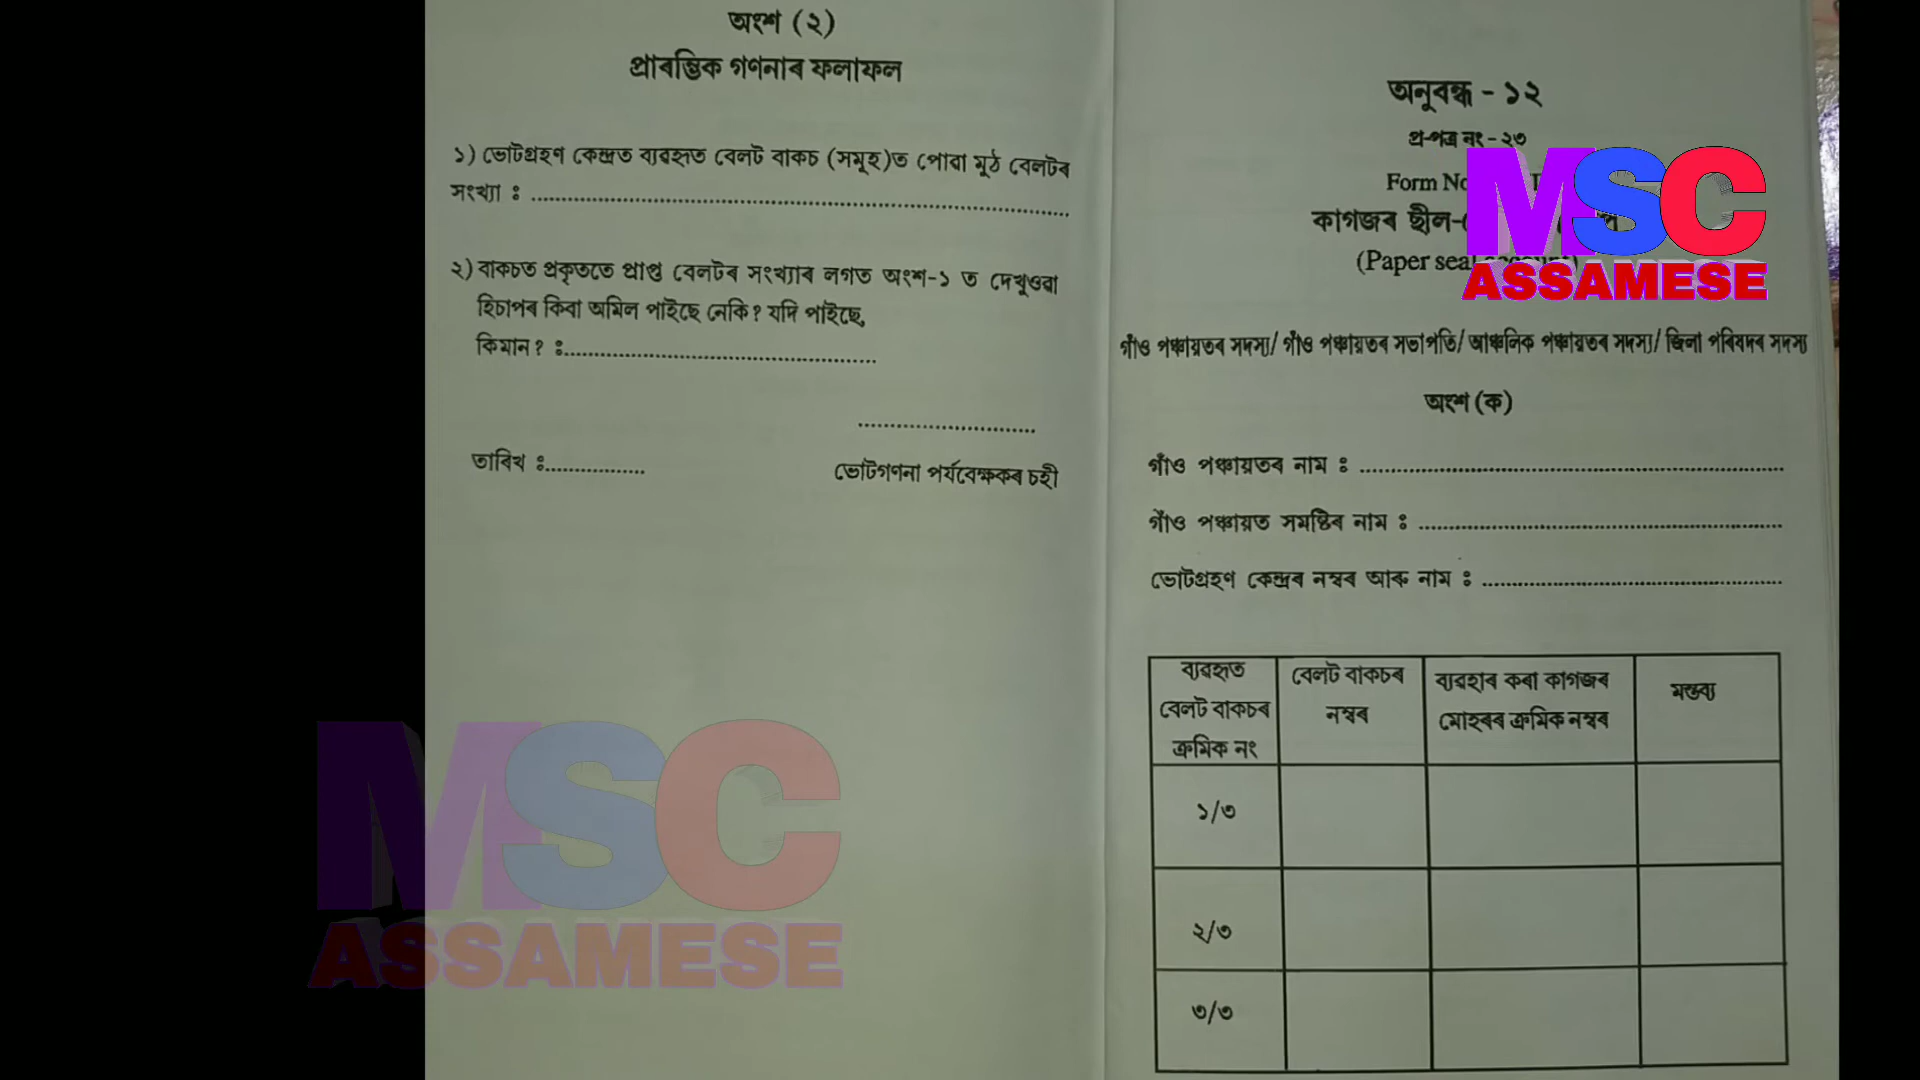 অংশ (২)
প্ৰাৰম্ভিক গণনাৰ ফলাফল
১) ভোটগ্ৰহণ কেন্দ্ৰত ব্যৱহৃত বেলট বাকচ (সমূহ)ত পোৱা মুঠ বেলটৰ
সংখ্যা ঃ ........................................
২) বাকচত প্ৰকৃততে প্ৰাপ্ত বেলটৰ সংখ্যাৰ লগত অংশ-১ ত দেখুওৱা
হিচাপৰ কিবা অমিল পাইছে নেকি? যদি পাইছে,
কিমান? ঃ........................................
তাৰিখ ঃ................
ভোটগণনা পৰ্যবেক্ষকৰ চহী
MSC
ASSAMESE
অনুবন্ধ - ১২
প্ৰ-পত্ৰ নং - ২৩
Form No
কাগজৰ ছীল-
(Paper seal
MSC
ASSAMESE
গাঁও পঞ্চায়তৰ সদস্য/ গাঁও পঞ্চায়তৰ সভাপতি/ আঞ্চলিক পঞ্চায়তৰ সদস্য/ জিলা পৰিষদৰ সদস্য
অংশ (ক)
গাঁও পঞ্চায়তৰ নাম ঃ ........................................
গাঁও পঞ্চায়ত সমষ্টিৰ নাম ঃ ........................................
ভোটগ্ৰহণ কেন্দ্ৰৰ নম্বৰ আৰু নাম ঃ ........................................
ব্যৱহৃত
বেলট বাকচৰ
ক্ৰমিক নং
বেলট বাকচৰ
নম্বৰ
ব্যৱহাৰ কৰা কাগজৰ
মোহৰৰ ক্ৰমিক নম্বৰ
মন্তব্য
১/৩
২/৩
৩/৩